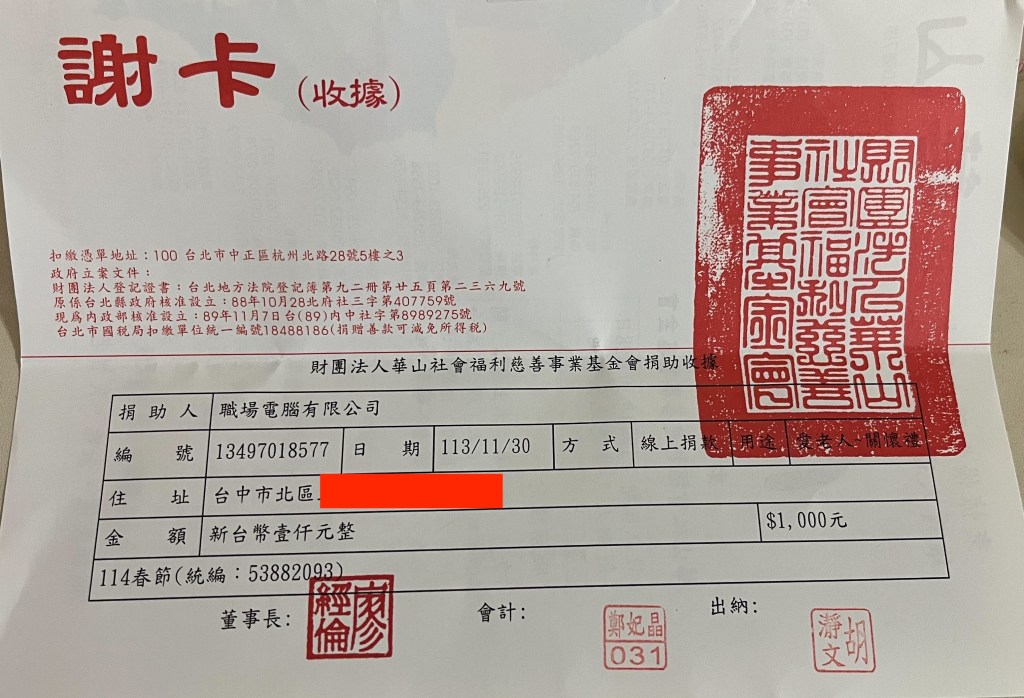 謝卡(收據)
財團法人華山
社會福利慈善
事業基金會
扣繳憑單地址:100 台北市中正區杭州北路28號5樓之3
政府立案文件:
財團法人登記證書:台北地方法院登記簿第九二冊第廿五頁第二三六九號
原係台北縣政府核准設立:88年10月28北府社三字第407759號
現爲內政部核准設立:89年11月7日台(89)內中社字第8989275號
台北市國稅局扣繳單位統一編號18488186(捐贈善款可減免所得稅)
財團法人華山社會福利慈善事業基金會捐助收據
捐助人 職場電腦有限公司
編號 13497018577 日期 113/11/30 方式 線上捐款 用途 愛老人-關懷禮
住址 台中市北區
金額 新台幣壹仟元整 $1,000元
114春節(統編:53882093)
董事長: 廖經倫 會計: 鄭妃晶 031 出納: 胡瀞文